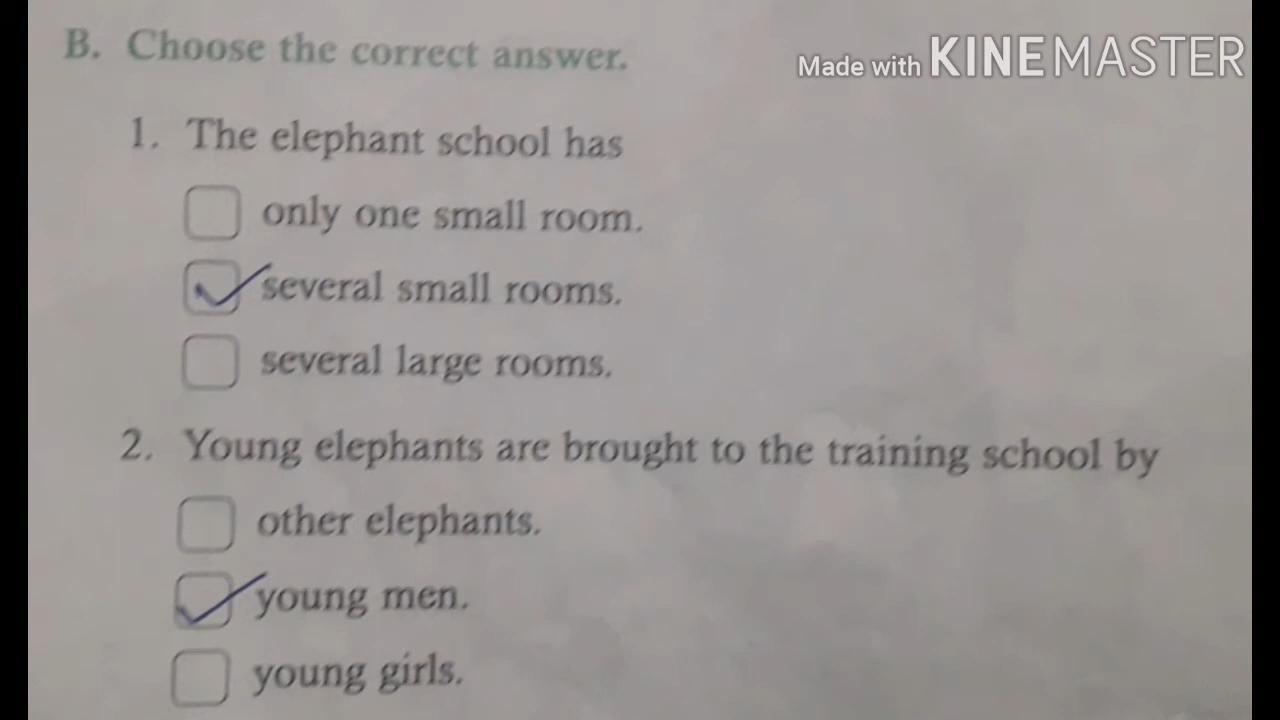 B. Choose the correct answer.
Made with KINEMASTER
1. The elephant school has
only one small room.
several small rooms.
several large rooms.
2. Young elephants are brought to the training school by
other elephants.
young men.
young girls.